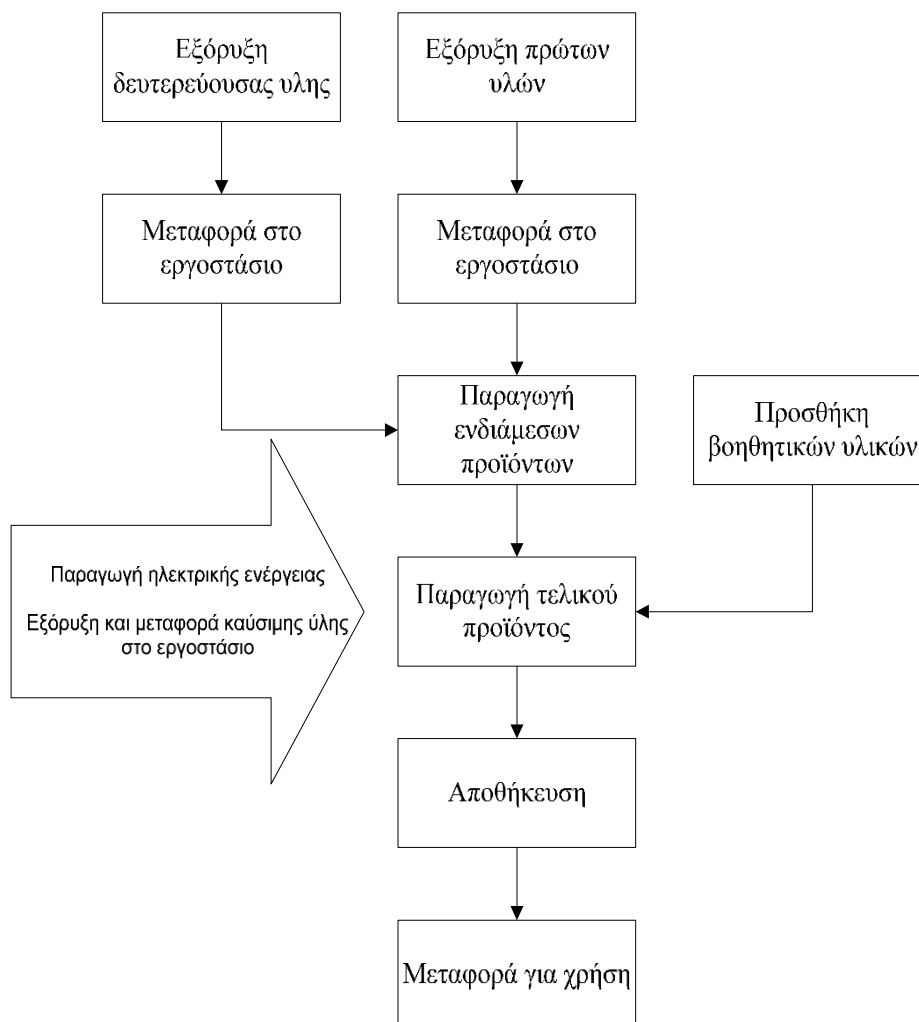 Εξόρυξη
δευτερεύουσας υλης
Εξόρυξη πρώτων
υλών
Μεταφορά στο
εργοστάσιο
Μεταφορά στο
εργοστάσιο
Παραγωγή
ενδιάμεσων
προϊόντων
Προσθήκη
βοηθητικών υλικών
Παραγωγή ηλεκτρικής ενέργειας
Εξόρυξη και μεταφορά καύσιμης ύλης
στο εργοστάσιο
Παραγωγή τελικού
προϊόντος
Αποθήκευση
Μεταφορά για χρήση